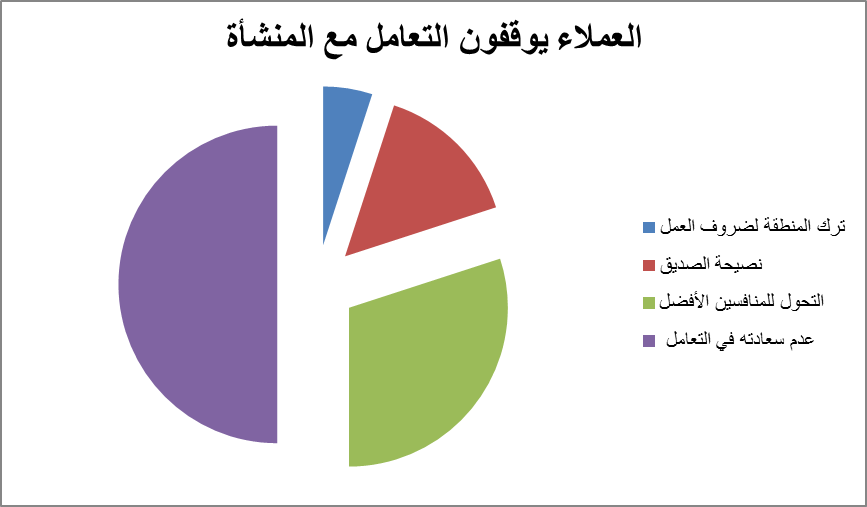 العملاء يوقفون التعامل مع المنشأة
ترك المنطقة لضروف العمل
نصيحة الصديق
التحول للمنافسين الأفضل
عدم سعادته في التعامل